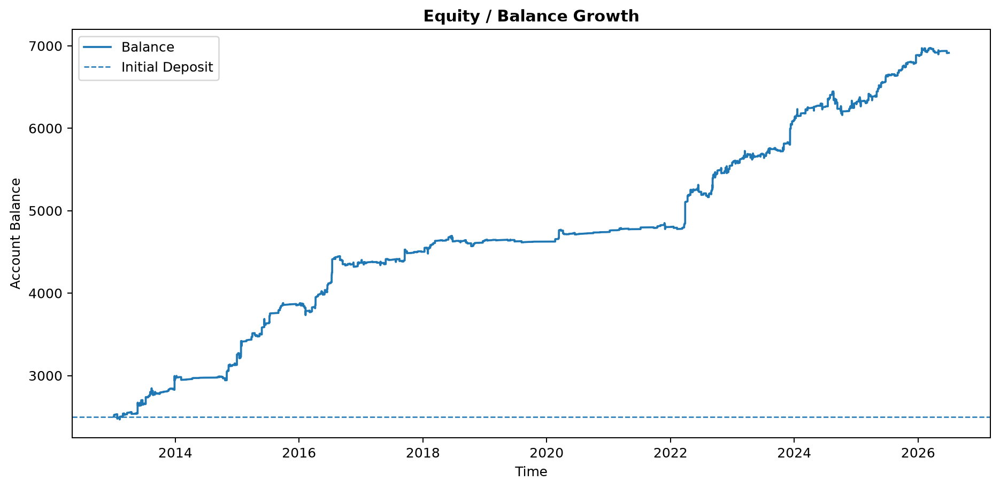 Equity / Balance Growth
Balance
Initial Deposit
7000
6000
5000
4000
3000
Account Balance
2014 2016 2018 2020 2022 2024 2026
Time